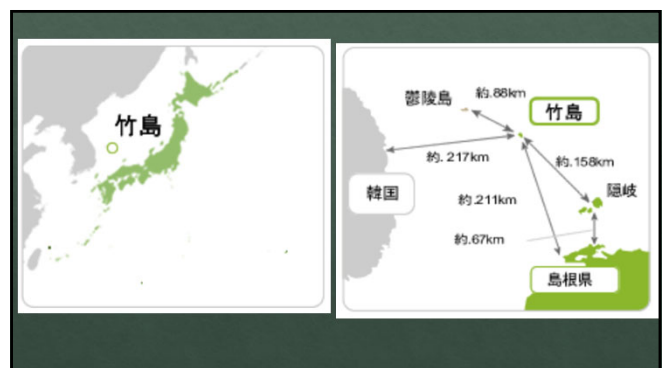 竹島
鬱陵島
約.88km
竹島
約. 217km
約.158km
韓国
約.211km
隠岐
約.67km
島根県